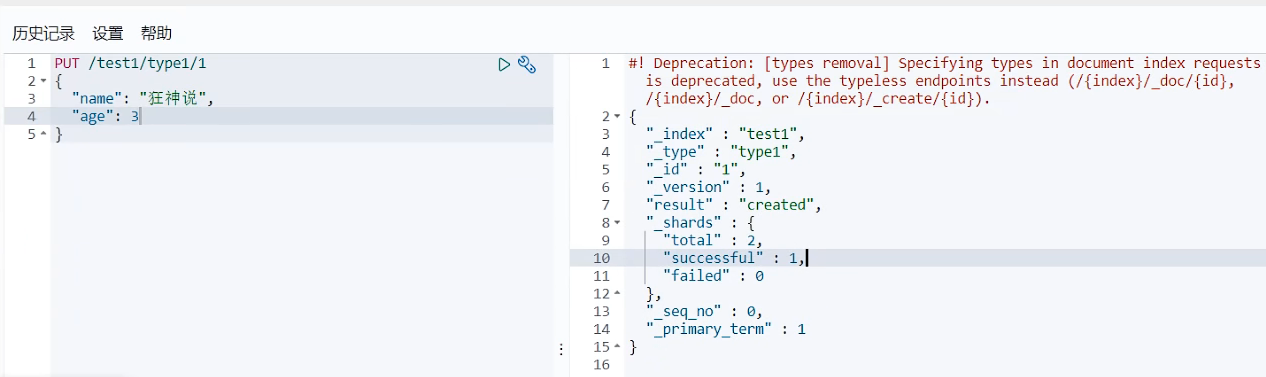 历史记录 设置 帮助
1 PUT /test1/type1/1
2 {
3 "name": "狂神说",
4 "age": 3
5 }
1 #! Deprecation: [types removal] Specifying types in document index requests
is deprecated, use the typeless endpoints instead (/{index}/_doc/{id},
/{index}/_doc, or /{index}/_create/{id}).
2 {
3 "_index" : "test1",
4 "_type" : "type1",
5 "_id" : "1",
6 "_version" : 1,
7 "result" : "created",
8 "_shards" : {
9 "total" : 2,
10 "successful" : 1,
11 "failed" : 0
12 },
13 "_seq_no" : 0,
14 "_primary_term" : 1
15 }
16